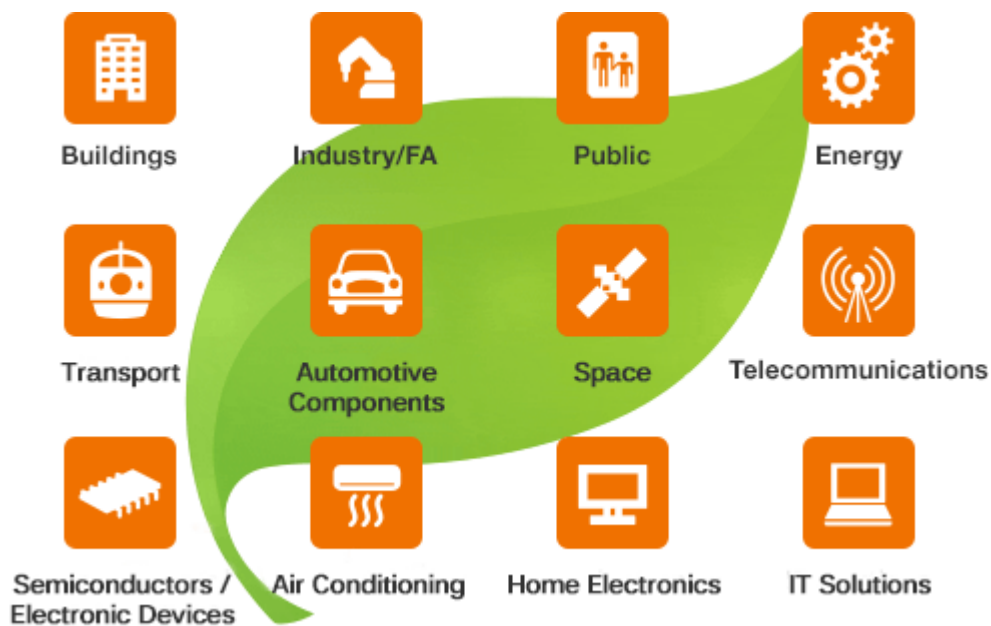 Buildings
Industry/FA
Public
Energy
Transport
Automotive
Components
Space
Telecommunications
Semiconductors /
Electronic Devices
Air Conditioning
Home Electronics
IT Solutions